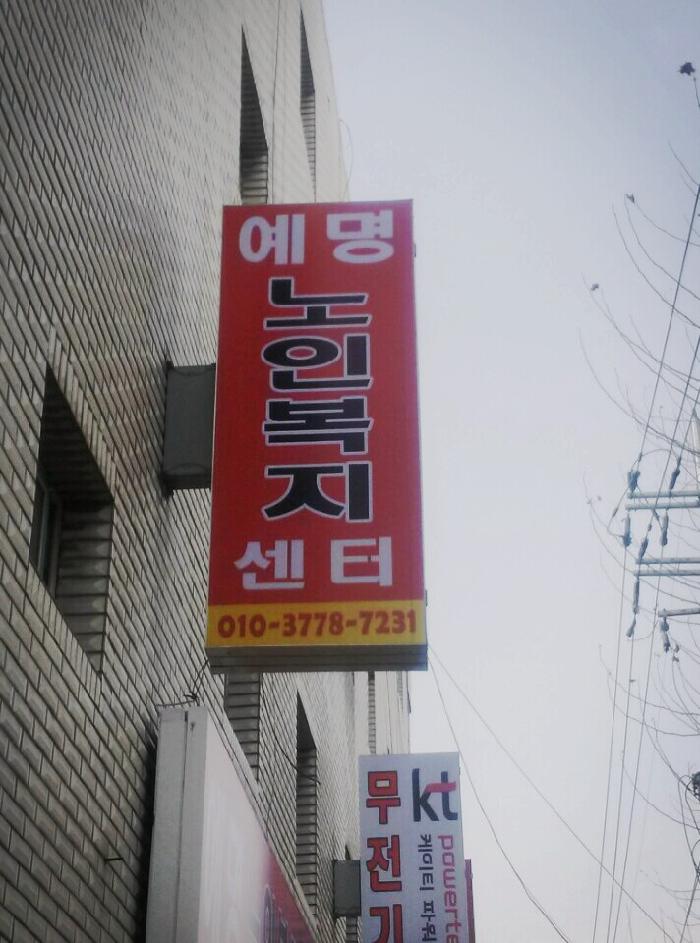 예명
노인복지
센터
010-3778-7231
무전기
kt
powerte
케이티 파워